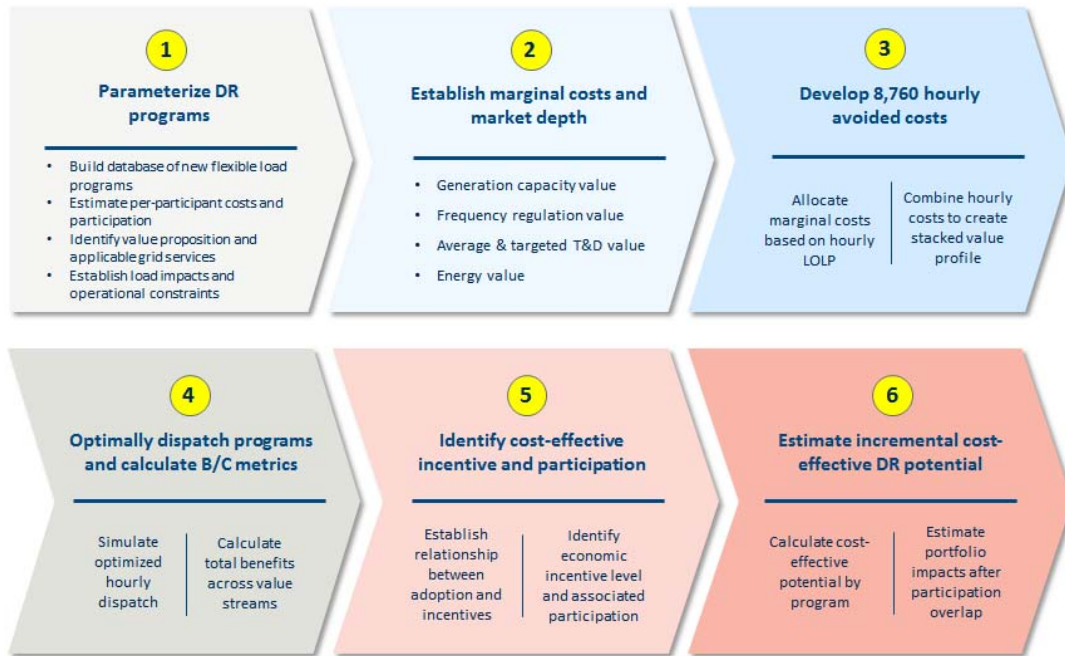 1
Parameterize DR
programs
• Build database of new flexible load
programs
• Estimate per-participant costs and
participation
• Identify value proposition and
applicable grid services
• Establish load impacts and
operational constraints
2
Establish marginal costs and
market depth
• Generation capacity value
• Frequency regulation value
• Average & targeted T&D value
• Energy value
3
Develop 8,760 hourly
avoided costs
Allocate
marginal costs
based on hourly
LOLP
Combine hourly
costs to create
stacked value
profile
4
Optimally dispatch programs
and calculate B/C metrics
Simulate
optimized
hourly
dispatch
Calculate
total benefits
across value
streams
5
Identify cost-effective
incentive and participation
Establish
relationship
between
adoption and
incentives
Identify
economic
incentive level
and associated
participation
6
Estimate incremental cost-
effective DR potential
Calculate cost-
effective
potential by
program
Estimate
portfolio
impacts after
participation
overlap